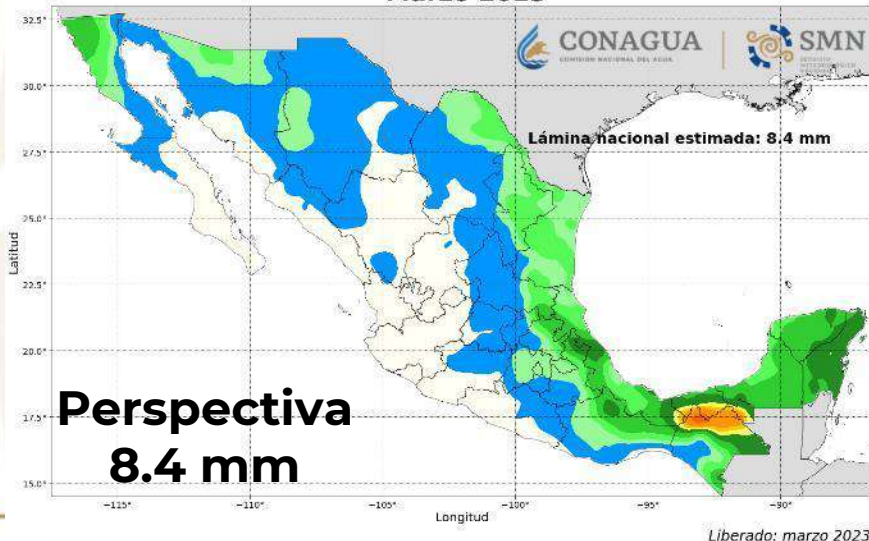 CONAGUA
COMISIÓN NACIONAL DEL AGUA
SMN
Lámina nacional estimada: 8.4 mm
32.5°
30.0°
27.5°
25.0°
22.5°
20.0°
17.5°
15.0°
Latitud
Perspectiva
8.4 mm
−115°
−110°
−105°
−100°
−95°
−90°
Longitud
Liberado: marzo 2023